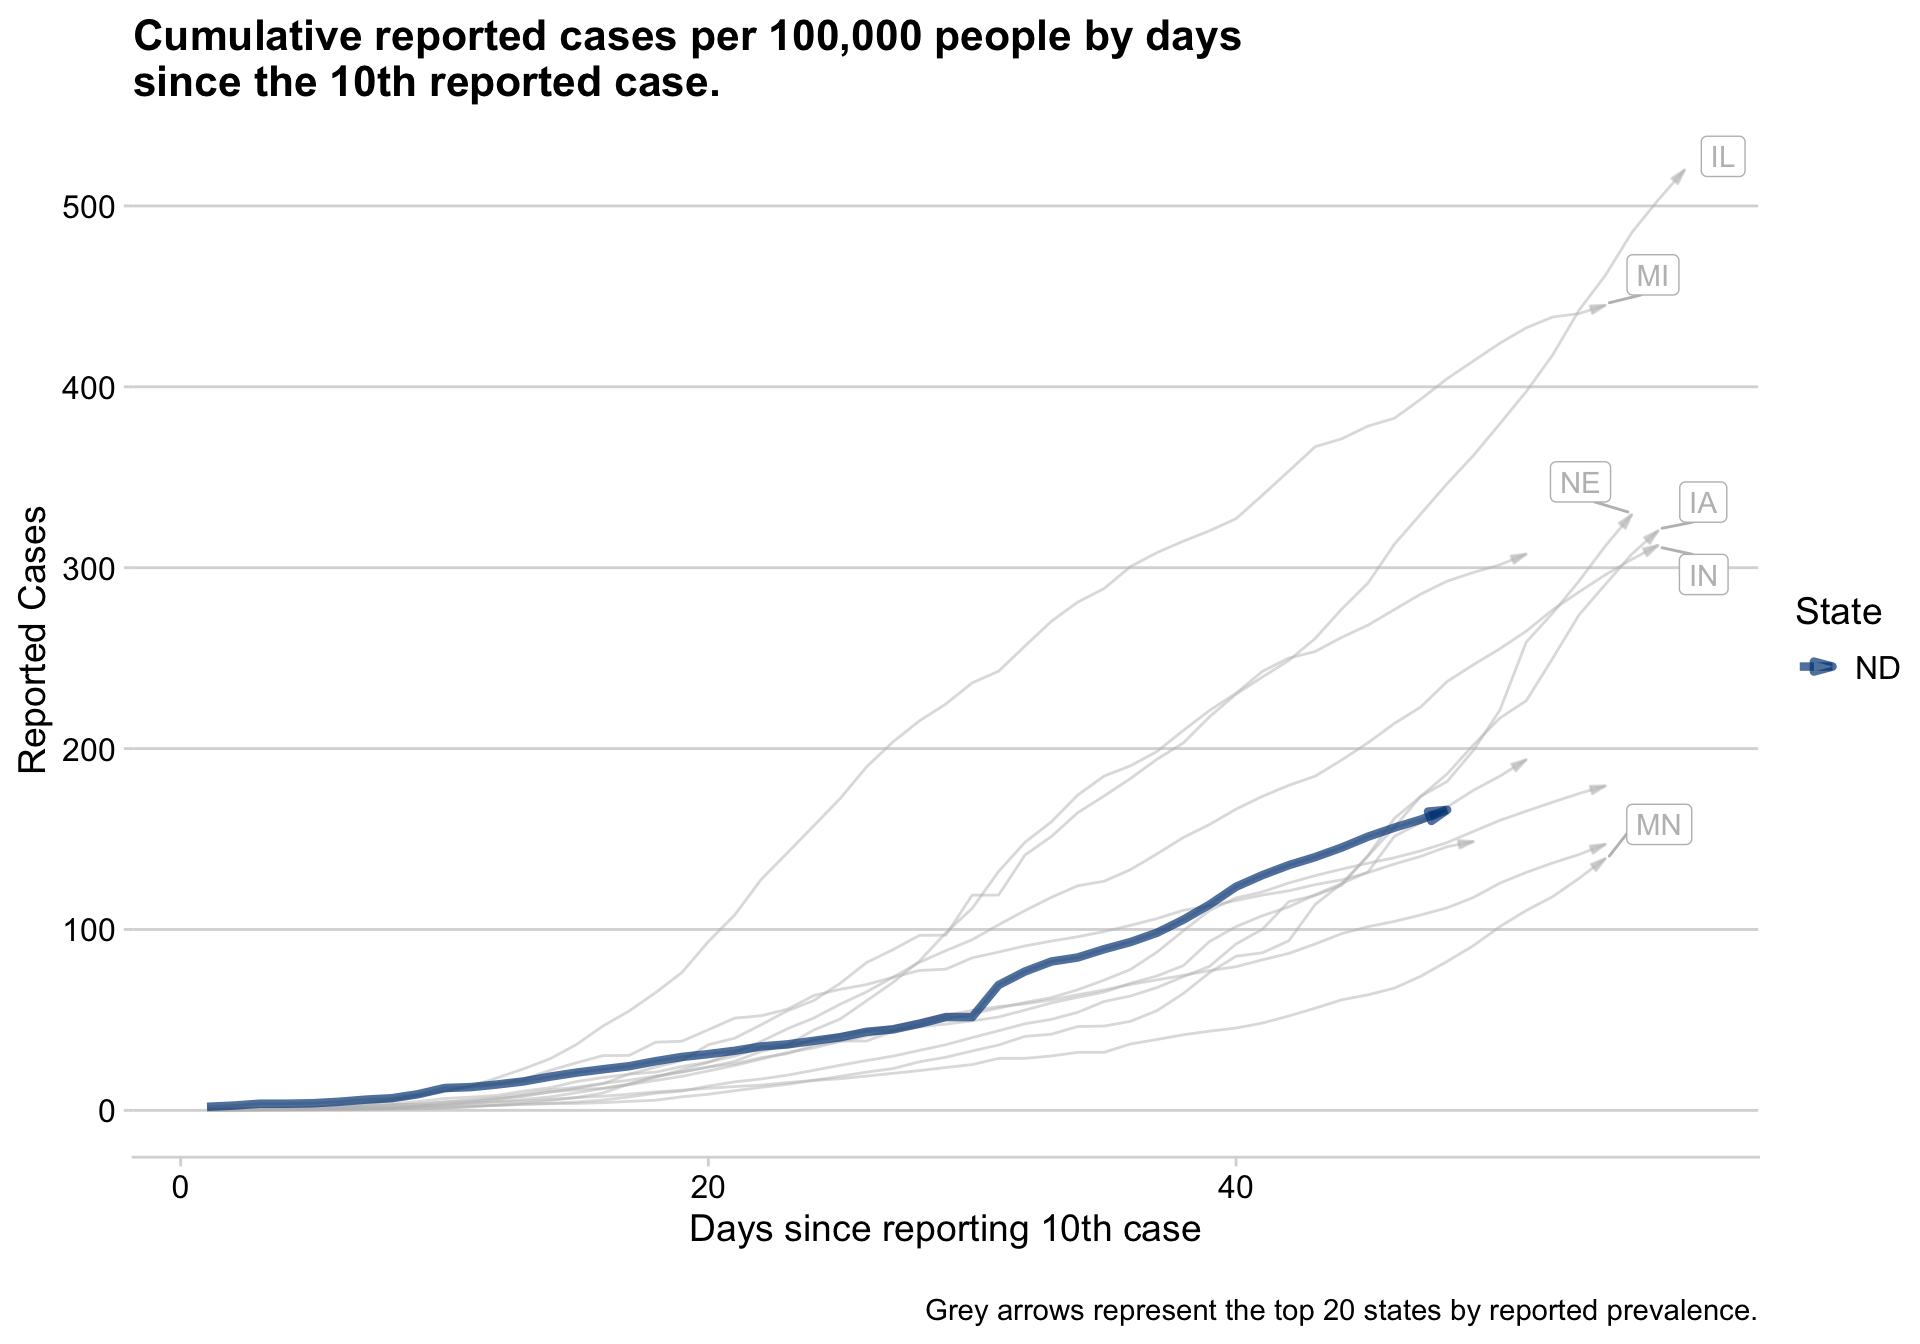 Cumulative reported cases per 100,000 people by days
since the 10th reported case.
IL
500
MI
400
NE
IA
300
IN
Reported Cases
State
ND
200
MN
100
0
0 20 40
Days since reporting 10th case
Grey arrows represent the top 20 states by reported prevalence.